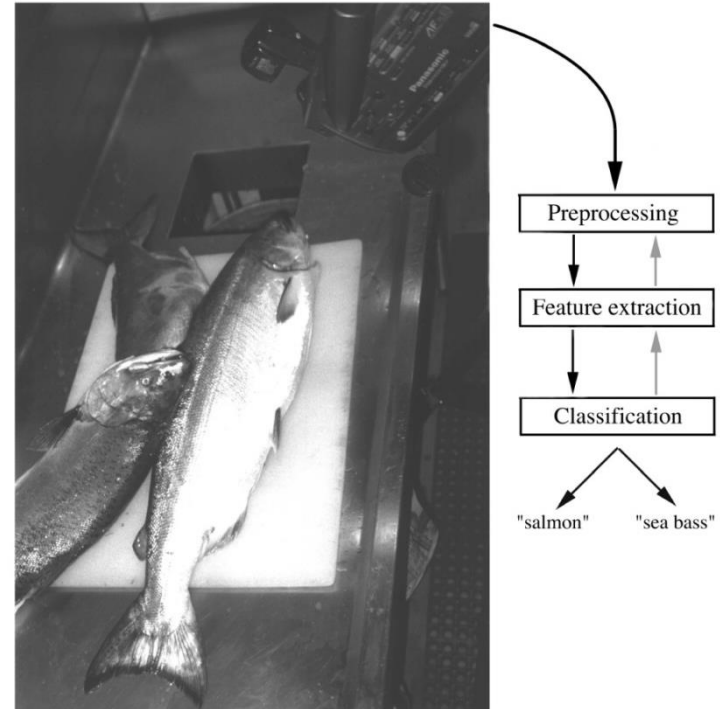 Panasonic
Preprocessing
Feature extraction
Classification
"salmon"
"sea bass"